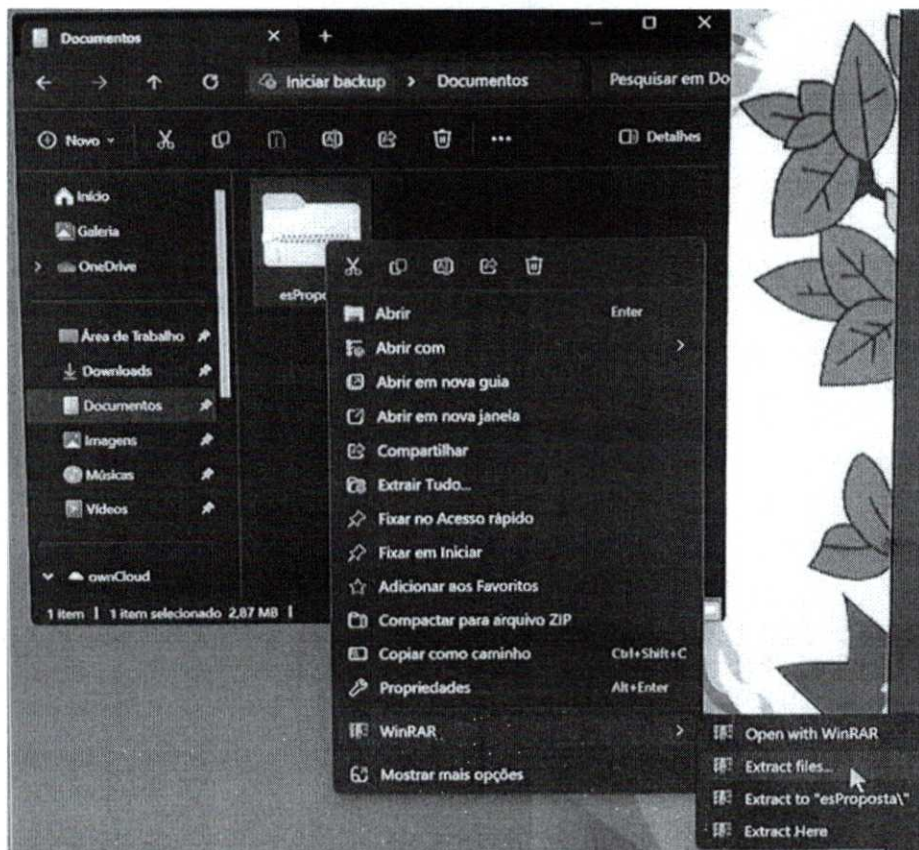 Documentos
Iniciar backup > Documentos Pesquisar em Do
Novo Detalhes
Início
Galeria
OneDrive
Área de Trabalho
Downloads
Documentos
Imagens
Músicas
Vídeos
ownCloud
1 item | 1 item selecionado 2,87 MB |
esPropo
Abrir Enter
Abrir com
Abrir em nova guia
Abrir em nova janela
Compartilhar
Extrair Tudo...
Fixar no Acesso rápido
Fixar em Iniciar
Adicionar aos Favoritos
Compactar para arquivo ZIP
Copiar como caminho Ctrl+Shift+C
Propriedades Alt+Enter
WinRAR
Mostrar mais opções
Open with WinRAR
Extract files...
Extract to "esProposta\"
Extract Here